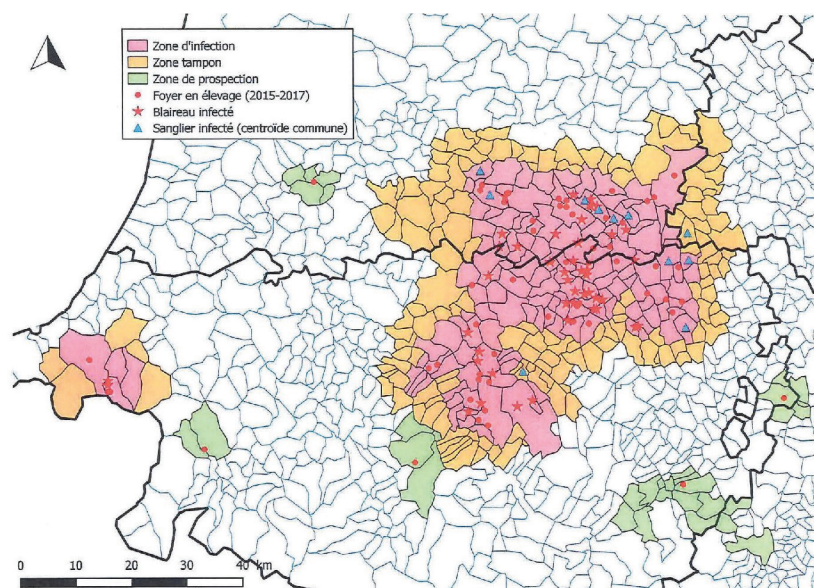 Zone d'infection
Zone tampon
Zone de prospection
Foyer en élevage (2015-2017)
Blaireau infecté
Sanglier infecté (centroïde commune)
0 10 20 30 40 km